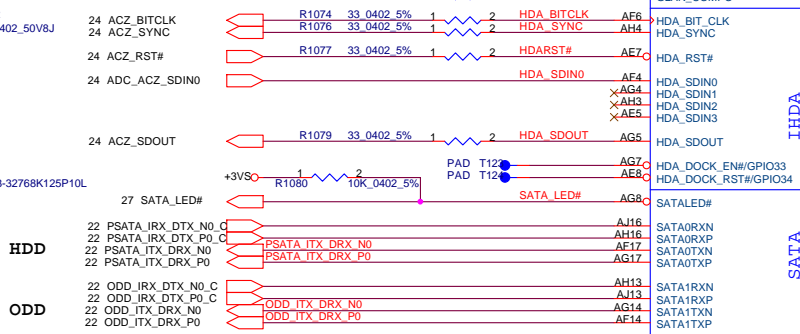 24 ACZ_BITCLK R1074 33_0402_5% 1 2 HDA_BITCLK AF6 HDA_BIT_CLK
402_50V8J 24 ACZ_SYNC R1076 33_0402_5% 1 2 HDA_SYNC AH4 HDA_SYNC
24 ACZ_RST# R1077 33_0402_5% 1 2 HDARST# AE7 HDA_RST#
24 ADC_ACZ_SDIN0 HDA_SDIN0 AF4 HDA_SDIN0
AG4 HDA_SDIN1
AH3 HDA_SDIN2
AE5 HDA_SDIN3
IHDA
24 ACZ_SDOUT R1079 33_0402_5% 1 2 HDA_SDOUT AG5 HDA_SDOUT
PAD T123 AG7 HDA_DOCK_EN#/GPIO33
PAD T124 AE8 HDA_DOCK_RST#/GPIO34
-32768K125P10L +3VS 1 2
R1080 10K_0402_5%
27 SATA_LED# SATA_LED# AG8 SATALED#
22 PSATA_IRX_DTX_N0_C AJ16 SATA0RXN
22 PSATA_IRX_DTX_P0_C AH16 SATA0RXP
HDD 22 PSATA_ITX_DRX_N0 PSATA_ITX_DRX_N0 AF17 SATA0TXN
22 PSATA_ITX_DRX_P0 PSATA_ITX_DRX_P0 AG17 SATA0TXP
SATA
22 ODD_IRX_DTX_N0_C AH13 SATA1RXN
22 ODD_IRX_DTX_P0_C AJ13 SATA1RXP
ODD 22 ODD_ITX_DRX_N0 ODD_ITX_DRX_N0 AG14 SATA1TXN
22 ODD_ITX_DRX_P0 ODD_ITX_DRX_P0 AF14 SATA1TXP